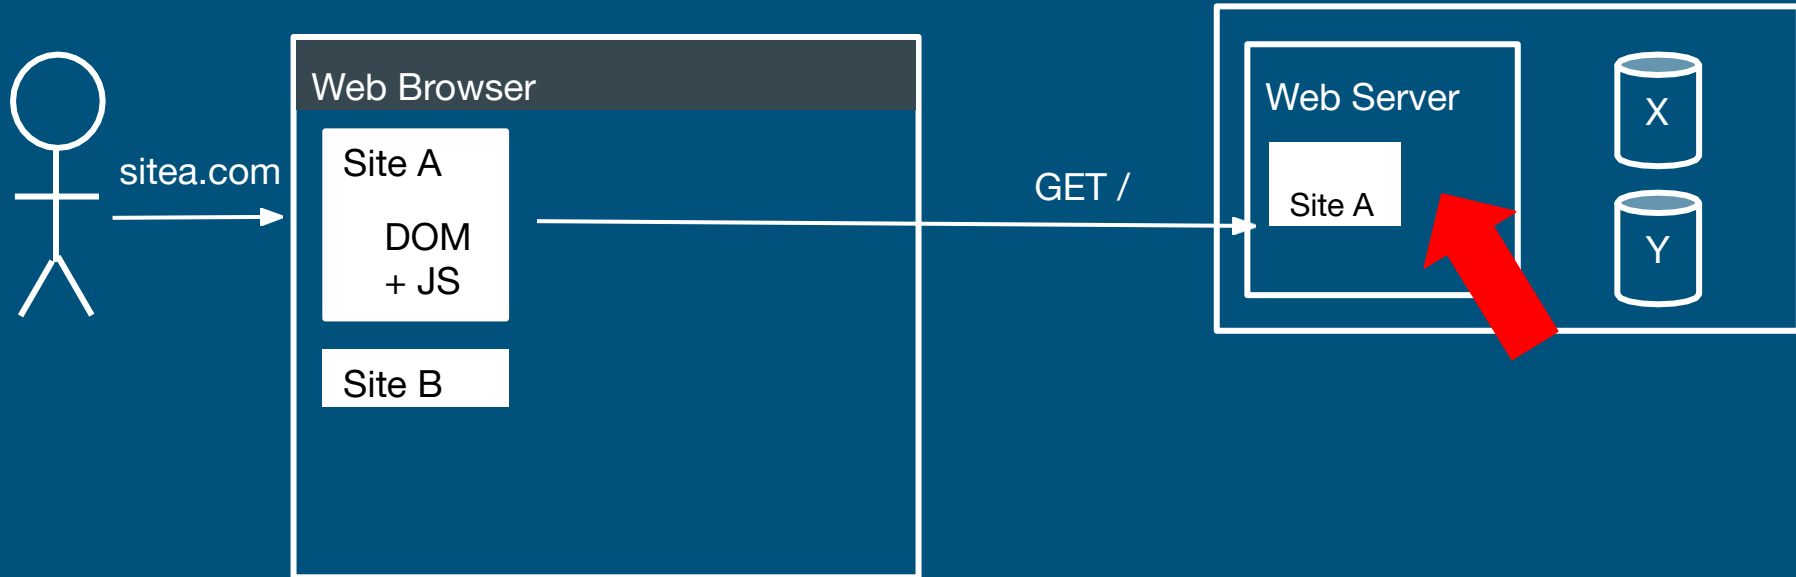 sitea.com
Web Browser
Site A
DOM
+ JS
Site B
GET /
Web Server
Site A
X
Y